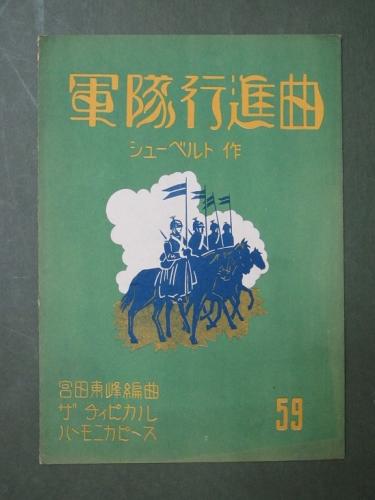 軍隊行進曲
シューベルト 作
宮田東峰編曲
ザ ティピカル
ハーモニカピース
59